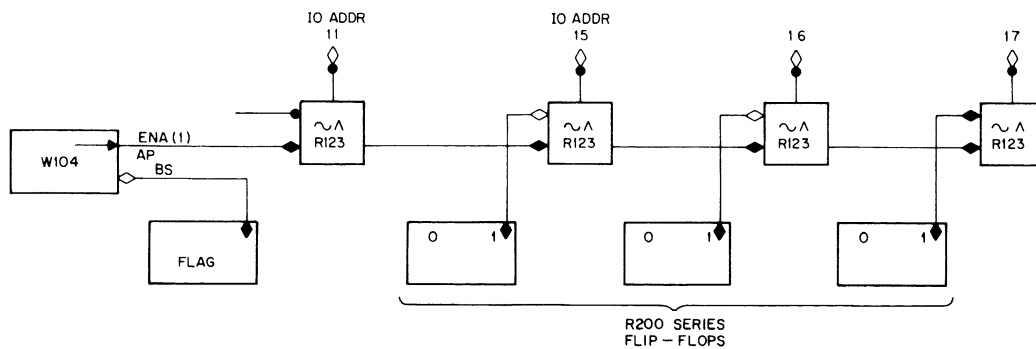 IO ADDR
11
IO ADDR
15
16
17
∼∧
R123
∼∧
R123
∼∧
R123
∼∧
R123
W104
ENA(1)
AP
BS
FLAG
0 1
0 1
0 1
R200 SERIES
FLIP-FLOPS